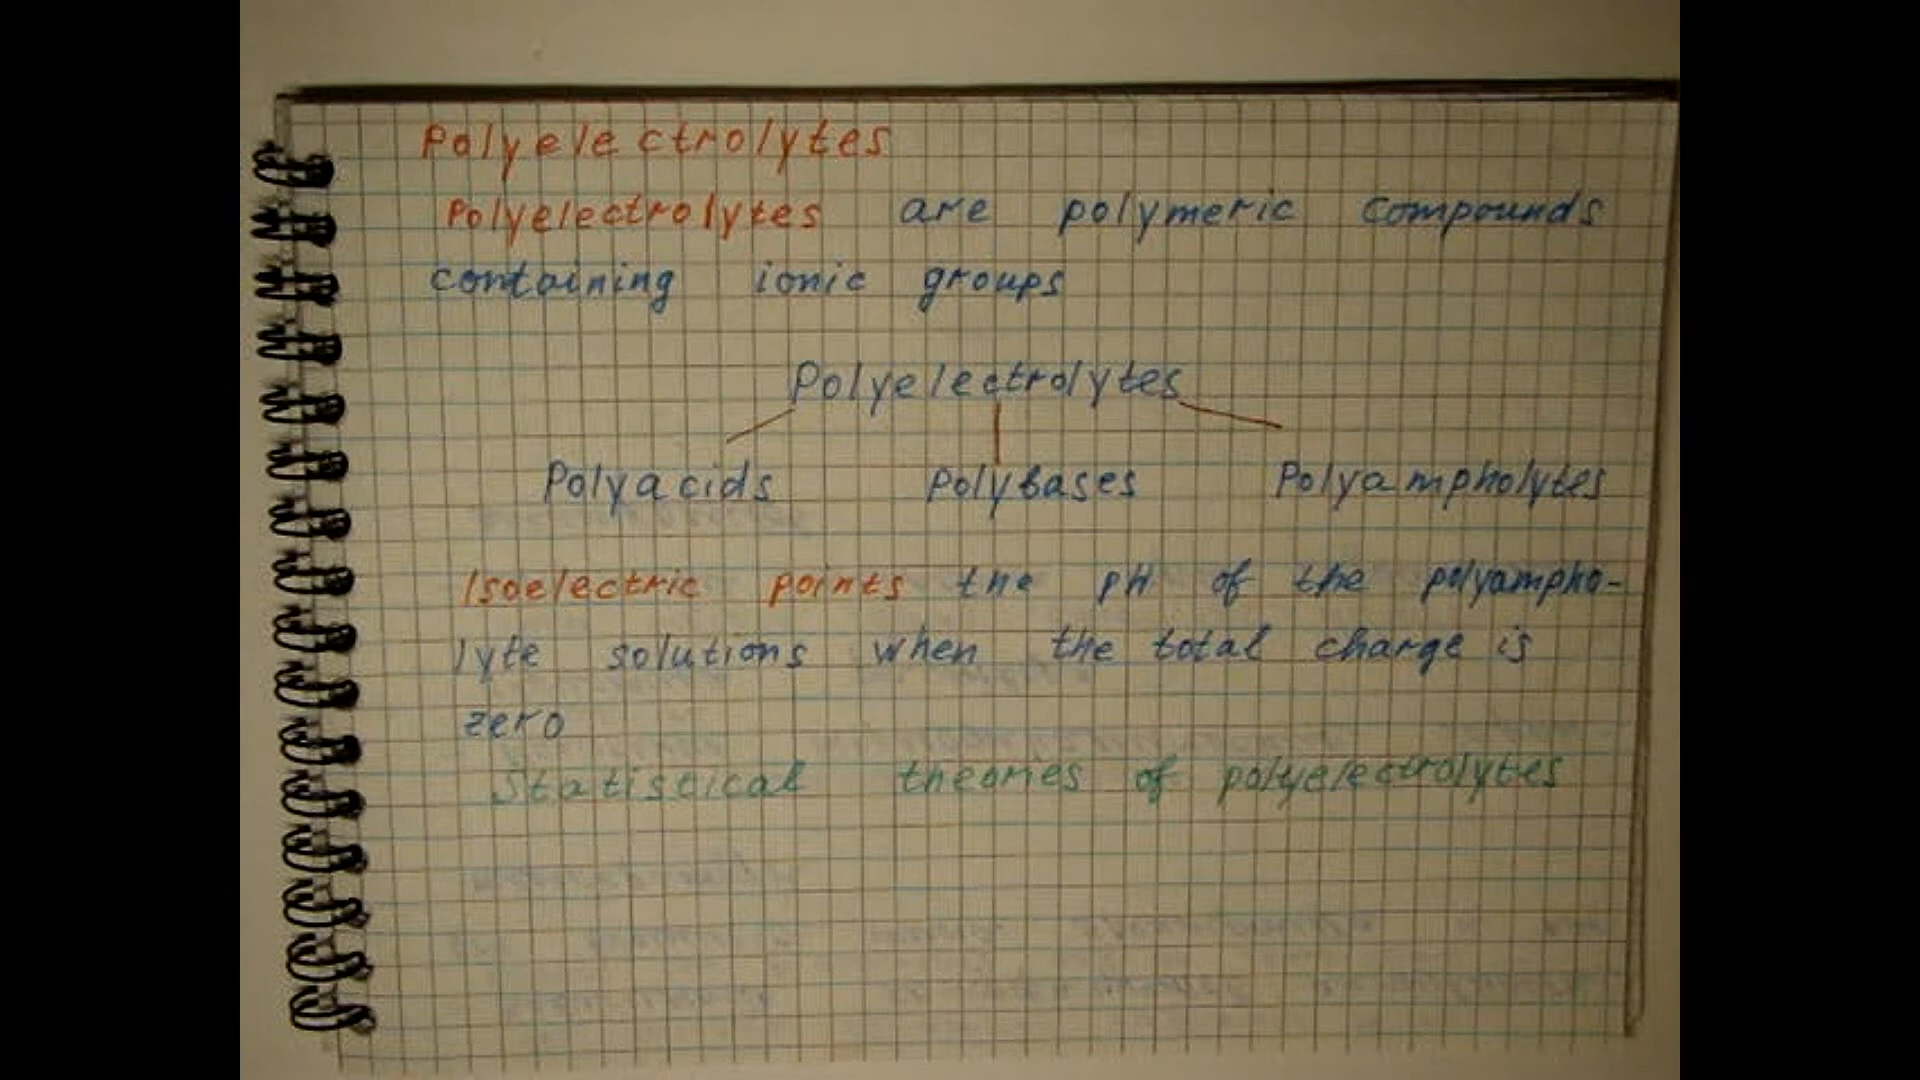 Polyelectrolytes
Polyelectrolytes are polymeric compounds
containing ionic groups
Polyelectrolytes
Polyacids Polybases Polyampholytes
Isoelectric points the pH of the polyampho-
lyte solutions when the total charge is
zero
Statistical theories of polyelectrolytes